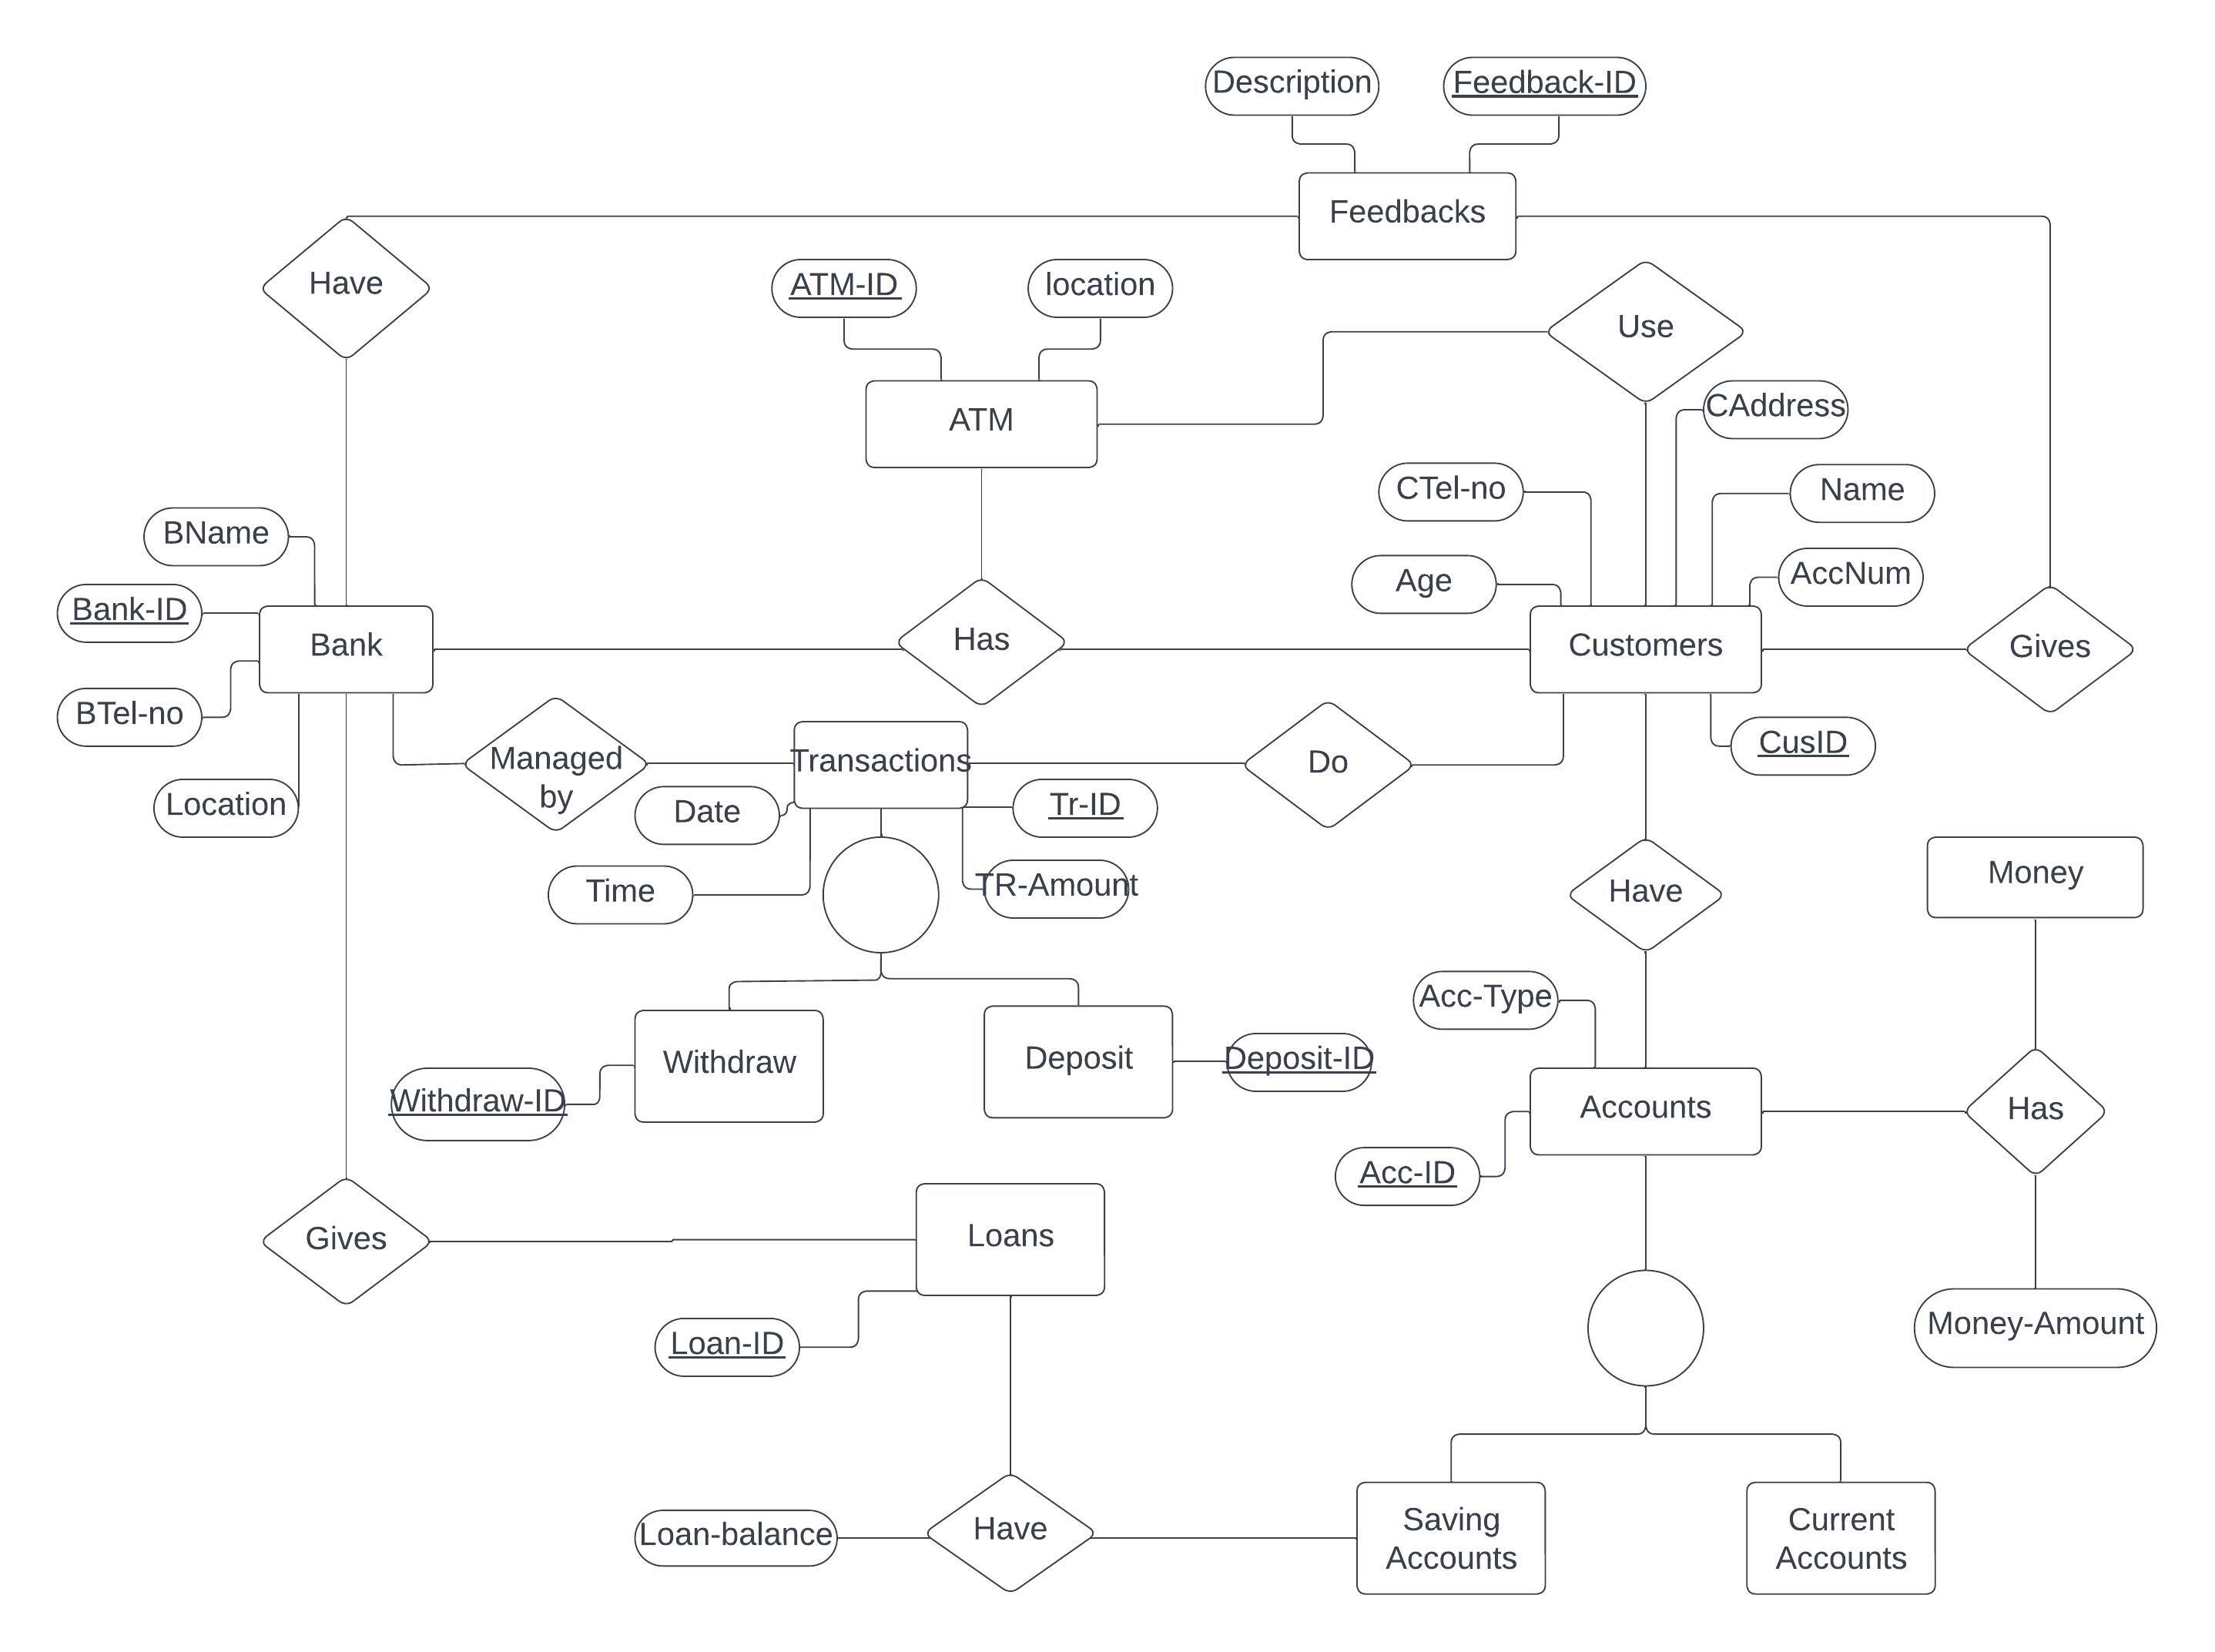 Description
Feedback-ID
Feedbacks
Have
ATM-ID
location
Use
ATM
CAddress
CTel-no
Name
BName
Age
AccNum
Bank-ID
Bank
Has
Customers
Gives
BTel-no
Managed
by
Transactions
Do
CusID
Location
Date
Tr-ID
Time
TR-Amount
Have
Money
Acc-Type
Withdraw
Deposit
Deposit-ID
Withdraw-ID
Accounts
Has
Acc-ID
Gives
Loans
Loan-ID
Money-Amount
Loan-balance
Have
Saving
Accounts
Current
Accounts